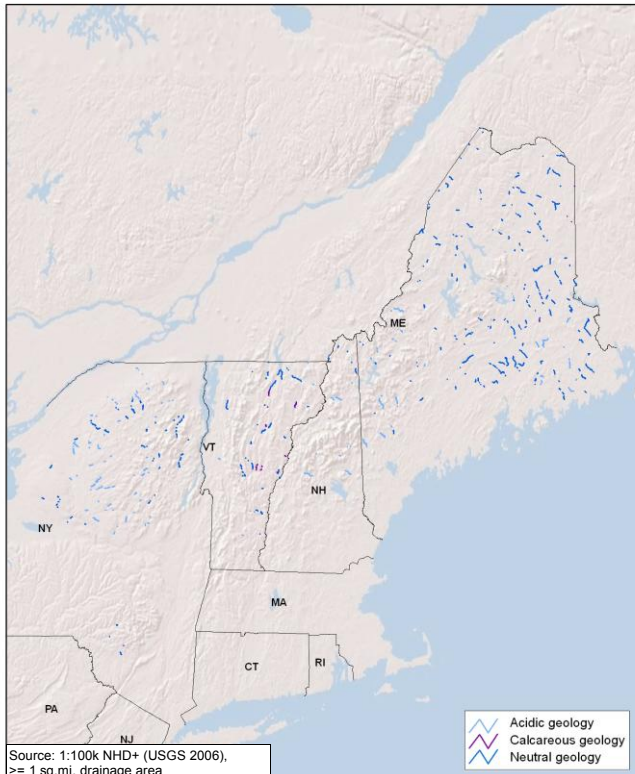 ME
VT
NH
NY
MA
CT
RI
PA
NJ
Acidic geology
Calcareous geology
Neutral geology
Source: 1:100k NHD+ (USGS 2006),
>= 1 sq.mi. drainage area